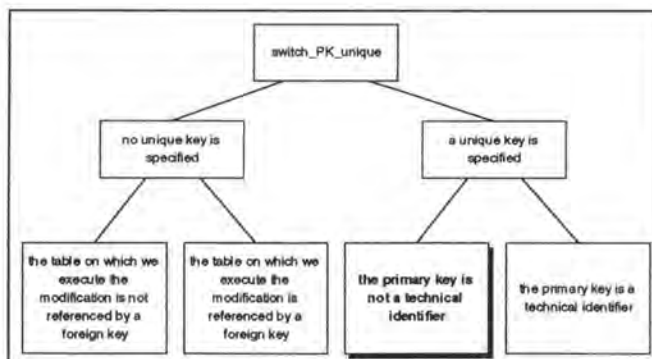 switch_PK_unique
no unique key is
specified
a unique key is
specified
the table on which we
execute the
modification is not
referenced by a
foreign key
the table on which we
execute the
modification is
referenced by a
foreign key
the primary key is
not a technical
identifier
the primary key is a
technical identifier